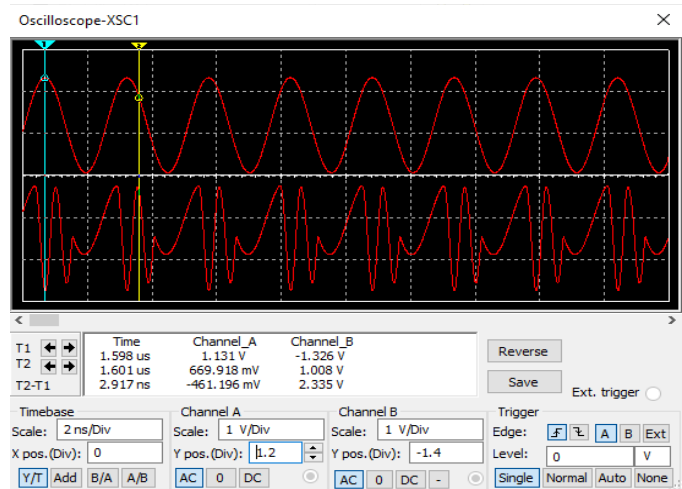 Oscilloscope-XSC1
1 2
Time Channel_A Channel_B
T1 1.598 us 1.131 V -1.326 V
T2 1.601 us 669.918 mV 1.008 V
T2-T1 2.917 ns -461.196 mV 2.335 V
Reverse
Save
Ext. trigger
Timebase
Scale: 2 ns/Div
X pos.(Div): 0
Y/T Add B/A A/B
Channel A
Scale: 1 V/Div
Y pos.(Div): 1.2
AC 0 DC
Channel B
Scale: 1 V/Div
Y pos.(Div): -1.4
AC 0 DC -
Trigger
Edge: A B Ext
Level: 0 V
Single Normal Auto None